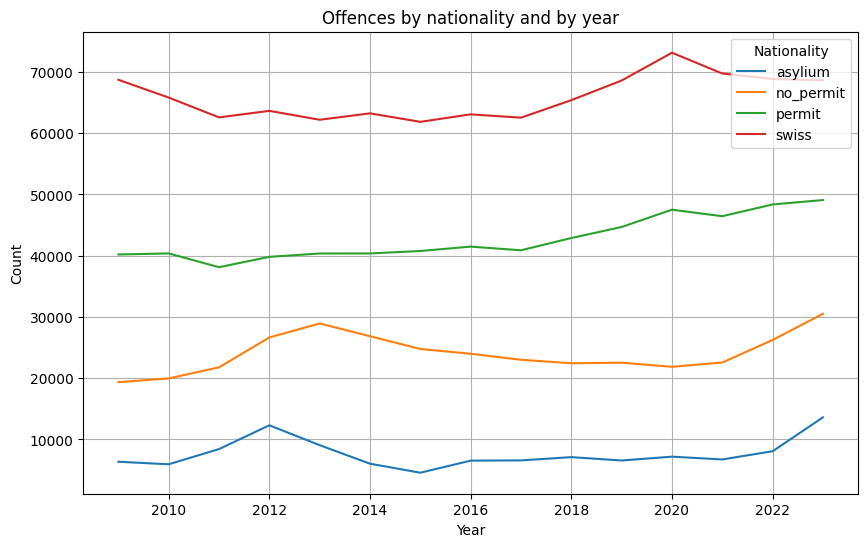 Offences by nationality and by year
Nationality
asylium
no_permit
permit
swiss
70000
60000
50000
40000
30000
20000
10000
Count
2010 2012 2014 2016 2018 2020 2022
Year